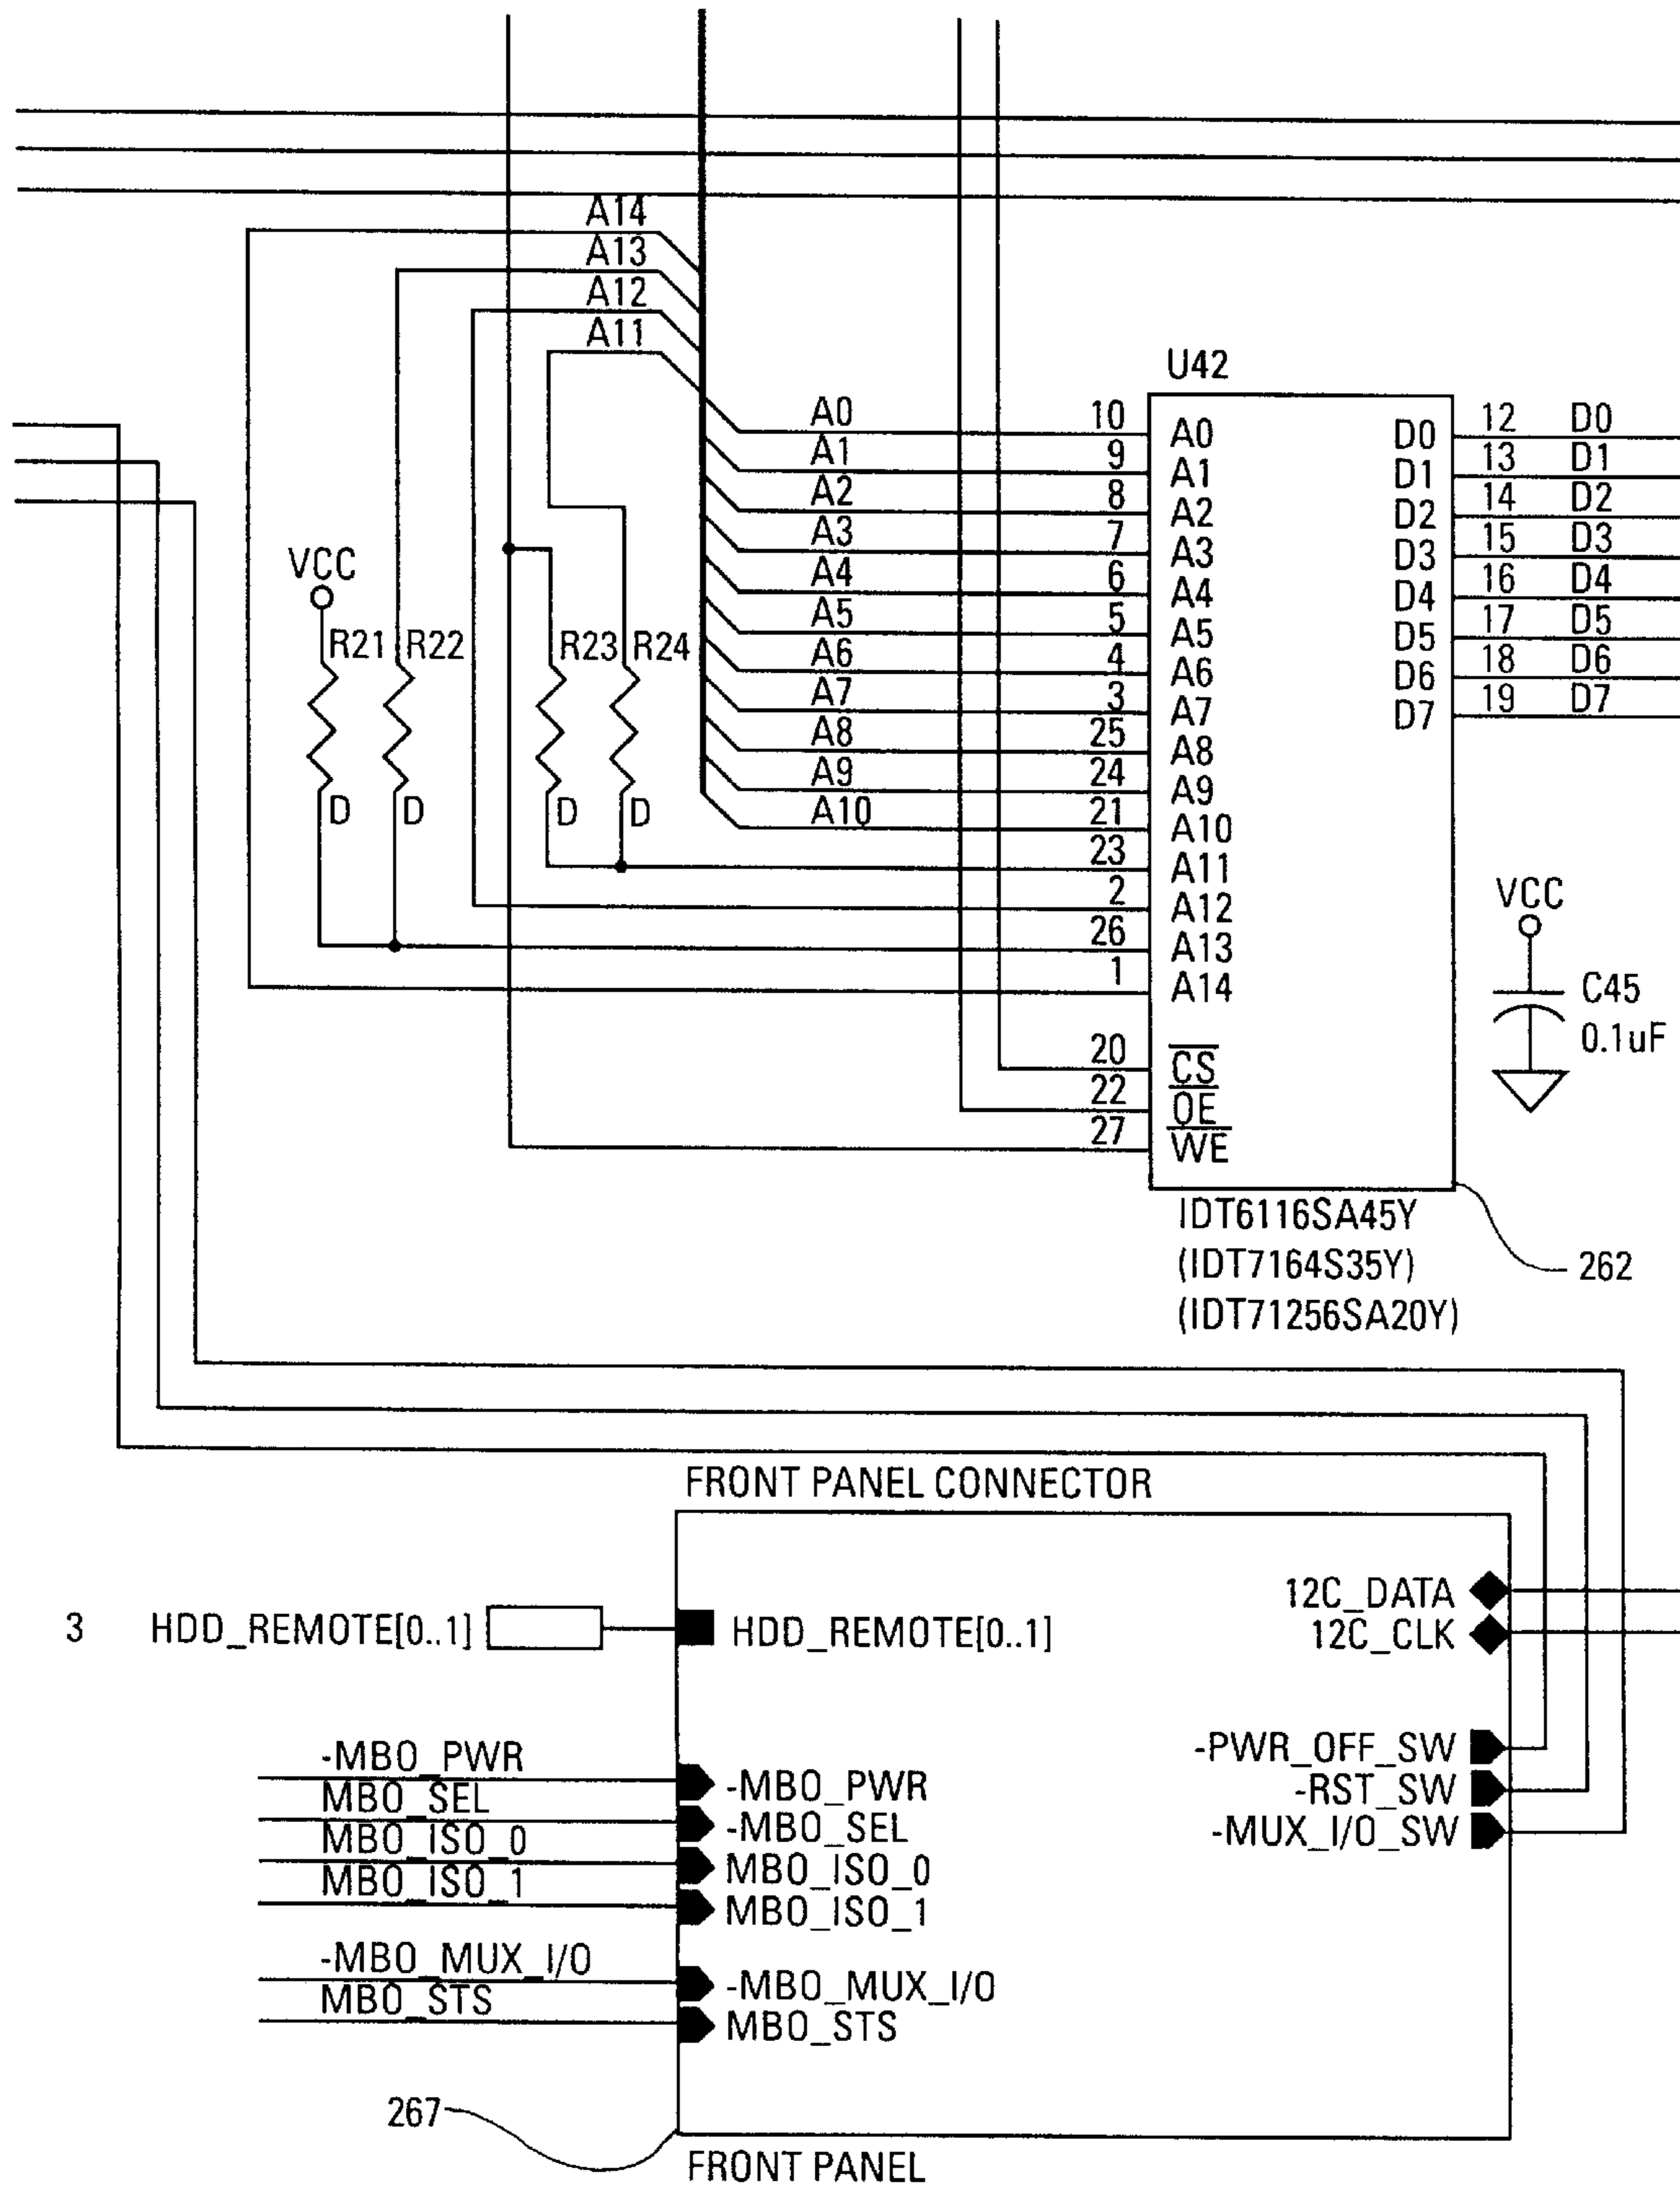 A14
A13
A12
A11
U42
A0 10 A0 D0 12 D0
A1 9 A1 D1 13 D1
A2 8 A2 D2 14 D2
A3 7 A3 D3 15 D3
A4 6 A4 D4 16 D4
A5 5 A5 D5 17 D5
A6 4 A6 D6 18 D6
A7 3 A7 D7 19 D7
A8 25 A8
A9 24 A9
A10 21 A10
23 A11
2 A12
26 A13
1 A14
20 CS
22 OE
27 WE
VCC
R21 R22 R23 R24
D D D D
VCC
C45
0.1uF
IDT6116SA45Y
(IDT7164S35Y)
(IDT71256SA20Y)
262
FRONT PANEL CONNECTOR
3 HDD_REMOTE[0..1] HDD_REMOTE[0..1]
12C_DATA
12C_CLK
-PWR_OFF_SW
-RST_SW
-MUX_I/O_SW
-MBO_PWR -MBO_PWR
MBO_SEL -MBO_SEL
MBO_ISO_0 MBO_ISO_0
MBO_ISO_1 MBO_ISO_1
-MBO_MUX_I/O -MBO_MUX_I/O
MBO_STS MBO_STS
267
FRONT PANEL